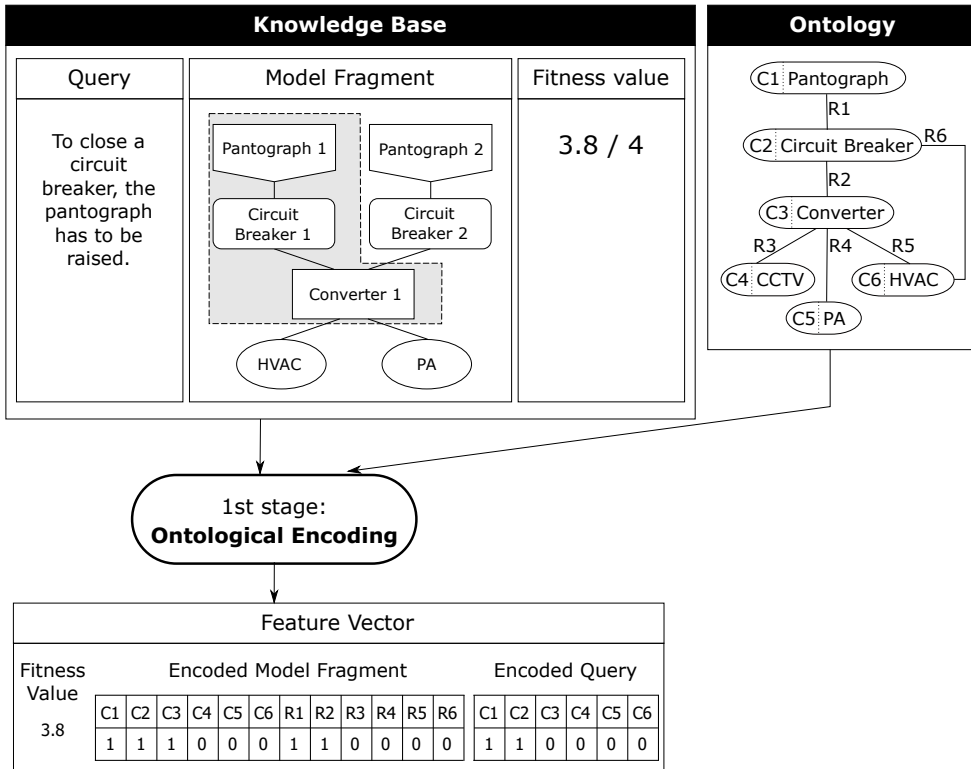 Knowledge Base
Query
Model Fragment
Fitness value
To close a
circuit
breaker, the
pantograph
has to be
raised.
Pantograph 1
Pantograph 2
Circuit
Breaker 1
Circuit
Breaker 2
Converter 1
HVAC
PA
3.8 / 4
Ontology
C1 Pantograph
R1
R6
C2 Circuit Breaker
R2
C3 Converter
R3 R4 R5
C4 CCTV
C6 HVAC
C5 PA
1st stage:
Ontological Encoding
Feature Vector
Fitness
Value
3.8
Encoded Model Fragment
C1 C2 C3 C4 C5 C6 R1 R2 R3 R4 R5 R6
1 1 1 0 0 0 1 1 0 0 0 0
Encoded Query
C1 C2 C3 C4 C5 C6
1 1 0 0 0 0